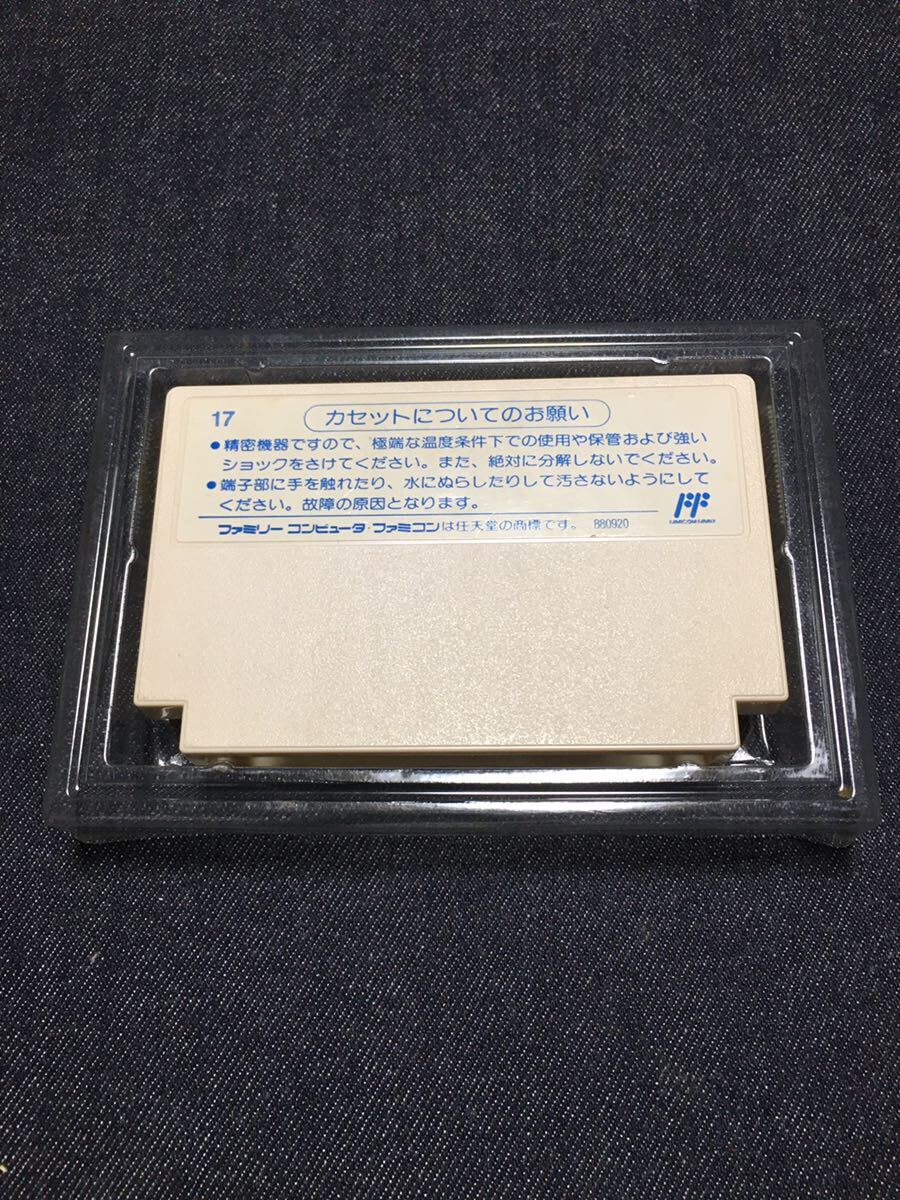 17
カセットについてのお願い
●精密機器ですので、極端な温度条件下での使用や保管および強い
ショックをさけてください。また、絶対に分解しないでください。
●端子部に手を触れたり、水にぬらしたりして汚さないようにして
ください。故障の原因となります。
ファミリー コンピュータ・ファミコンは任天堂の商標です。 880920
FAMICOM FAMILY